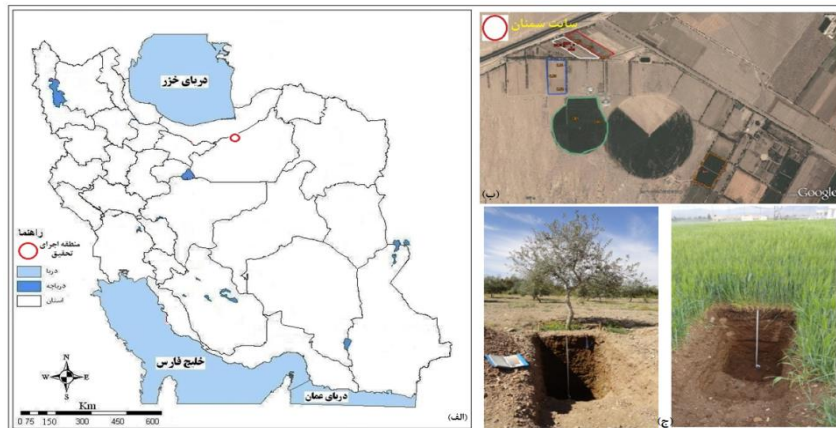 دریای خزر
راهنما
منطقه اجرای
تحقیق
دریا
دریاچه
استان
خلیج فارس
دریای عمان
N
W E
S
Km
0 75 150 300 450 600
(الف)
سایت سمنان
Google
(ب)
(ج)